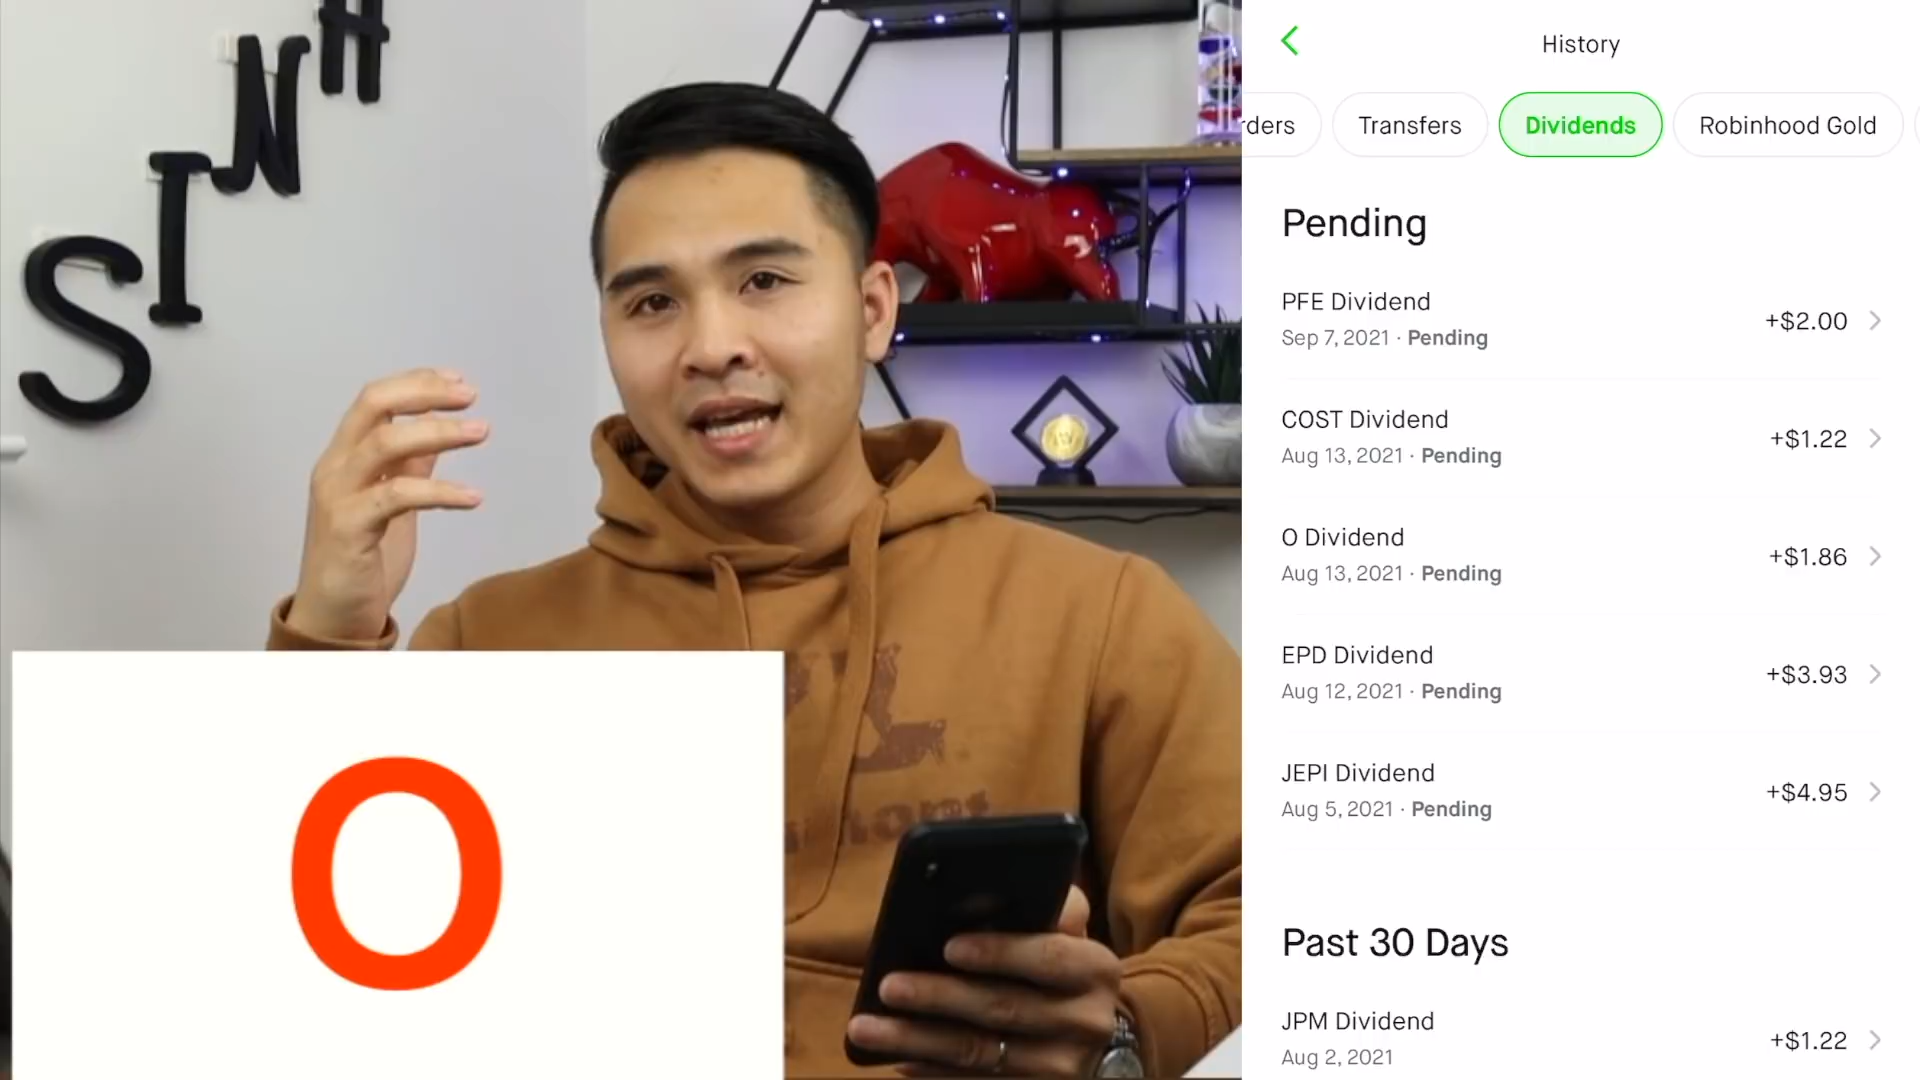 SINH
O
History
rders
Transfers
Dividends
Robinhood Gold
Pending
PFE Dividend
+$2.00
Sep 7, 2021 · Pending
COST Dividend
+$1.22
Aug 13, 2021 · Pending
O Dividend
+$1.86
Aug 13, 2021 · Pending
EPD Dividend
+$3.93
Aug 12, 2021 · Pending
JEPI Dividend
+$4.95
Aug 5, 2021 · Pending
Past 30 Days
JPM Dividend
+$1.22
Aug 2, 2021